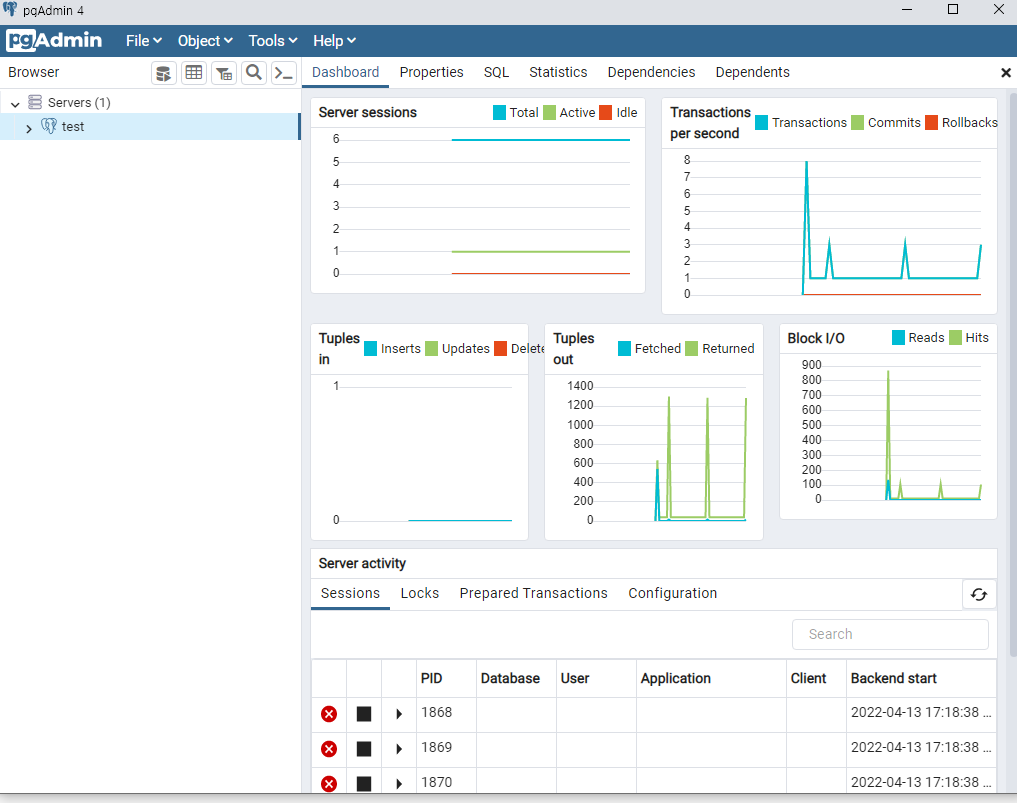 pgAdmin 4
pgAdmin File Object Tools Help
Browser
Dashboard Properties SQL Statistics Dependencies Dependents
Servers (1)
test
Server sessions
Total Active Idle
6
5
4
3
2
1
0
Transactions per second
Transactions Commits Rollbacks
8
7
6
5
4
3
2
1
0
Tuples in
Inserts Updates Delete
1
0
Tuples out
Fetched Returned
1400
1200
1000
800
600
400
200
0
Block I/O
Reads Hits
900
800
700
600
500
400
300
200
100
0
Server activity
Sessions Locks Prepared Transactions Configuration
Search
PID Database User Application Client Backend start
1868 2022-04-13 17:18:38 ...
1869 2022-04-13 17:18:38 ...
1870 2022-04-13 17:18:38 ...